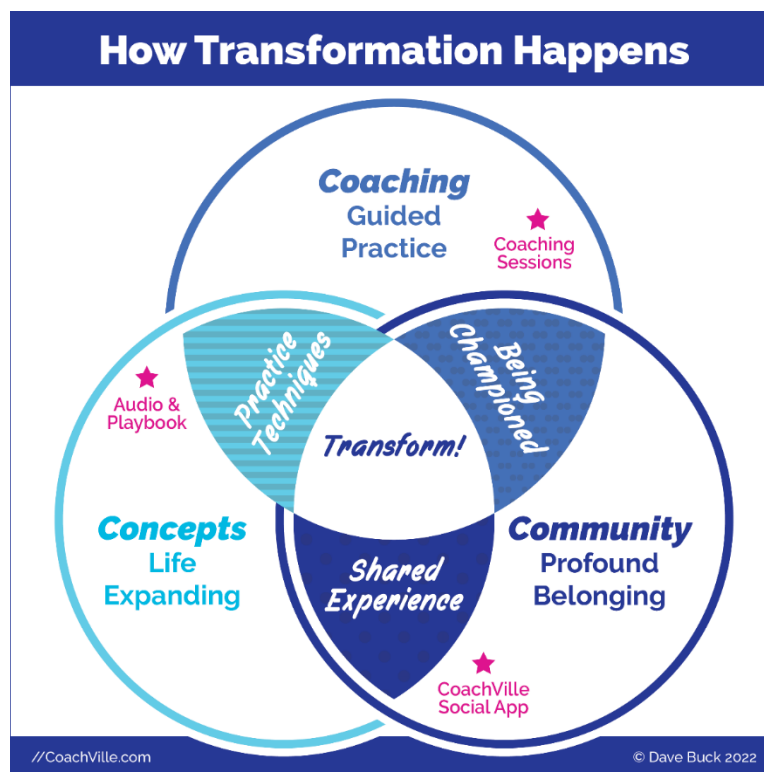 How Transformation Happens
Coaching
Guided
Practice
Coaching
Sessions
Practice
Techniques
Being
Championed
Audio &
Playbook
Transform!
Concepts
Life
Expanding
Community
Profound
Belonging
Shared
Experience
CoachVille
Social App
//CoachVille.com
© Dave Buck 2022